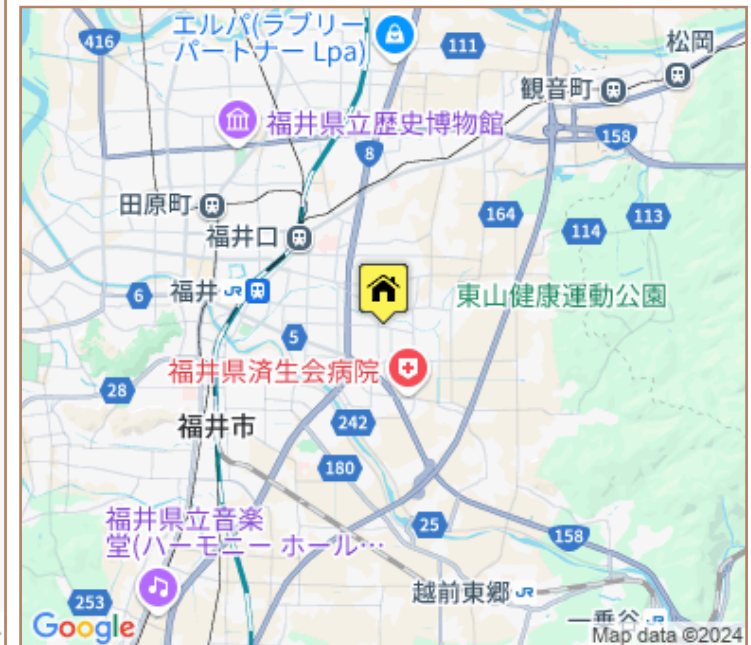 416
エルパ(ラブリー
パートナー Lpa)
111
松岡
観音町
福井県立歴史博物館
8
158
田原町
福井口
164
113
114
福井 JR
6
東山健康運動公園
5
福井県済生会病院
28
242
福井市
180
福井県立音楽
堂(ハーモニー ホール…
25
158
越前東郷 JR
253
一乗谷 JR
Google
Map data ©2024